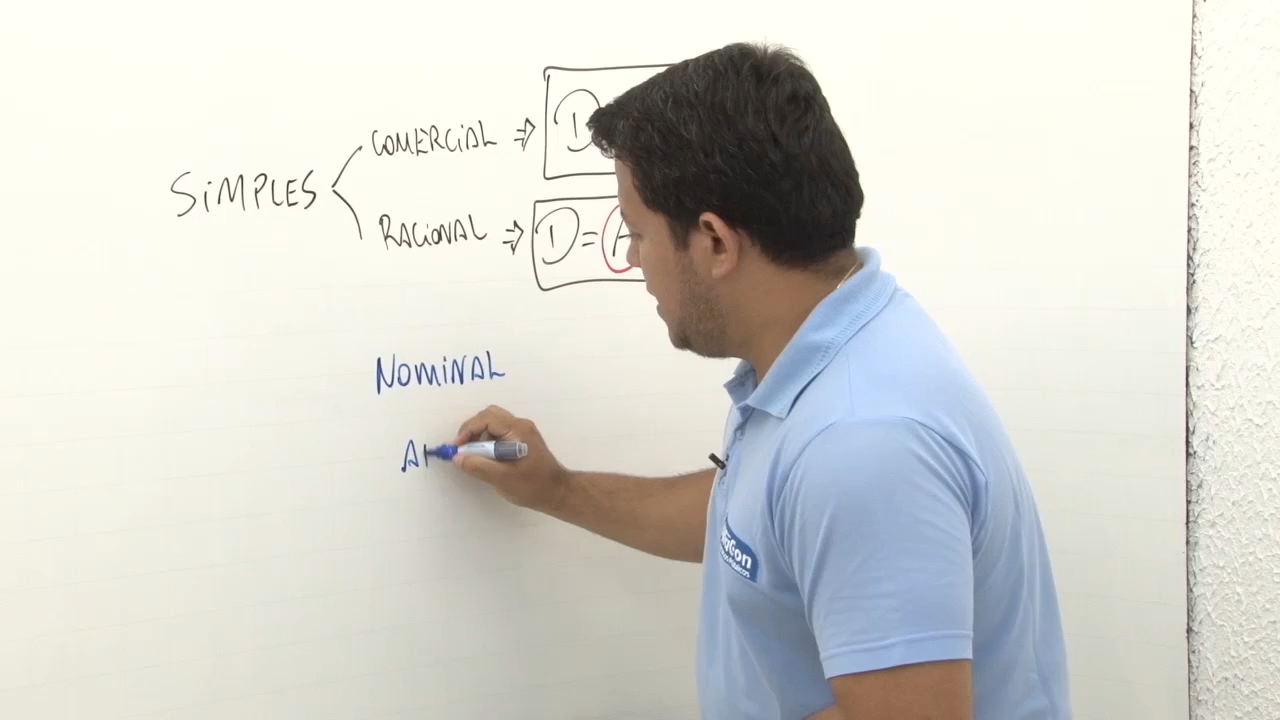 COMERCIAL ⇒ D
SiMPLES
RACIONAL ⇒ D = A
NOMiNAL
A